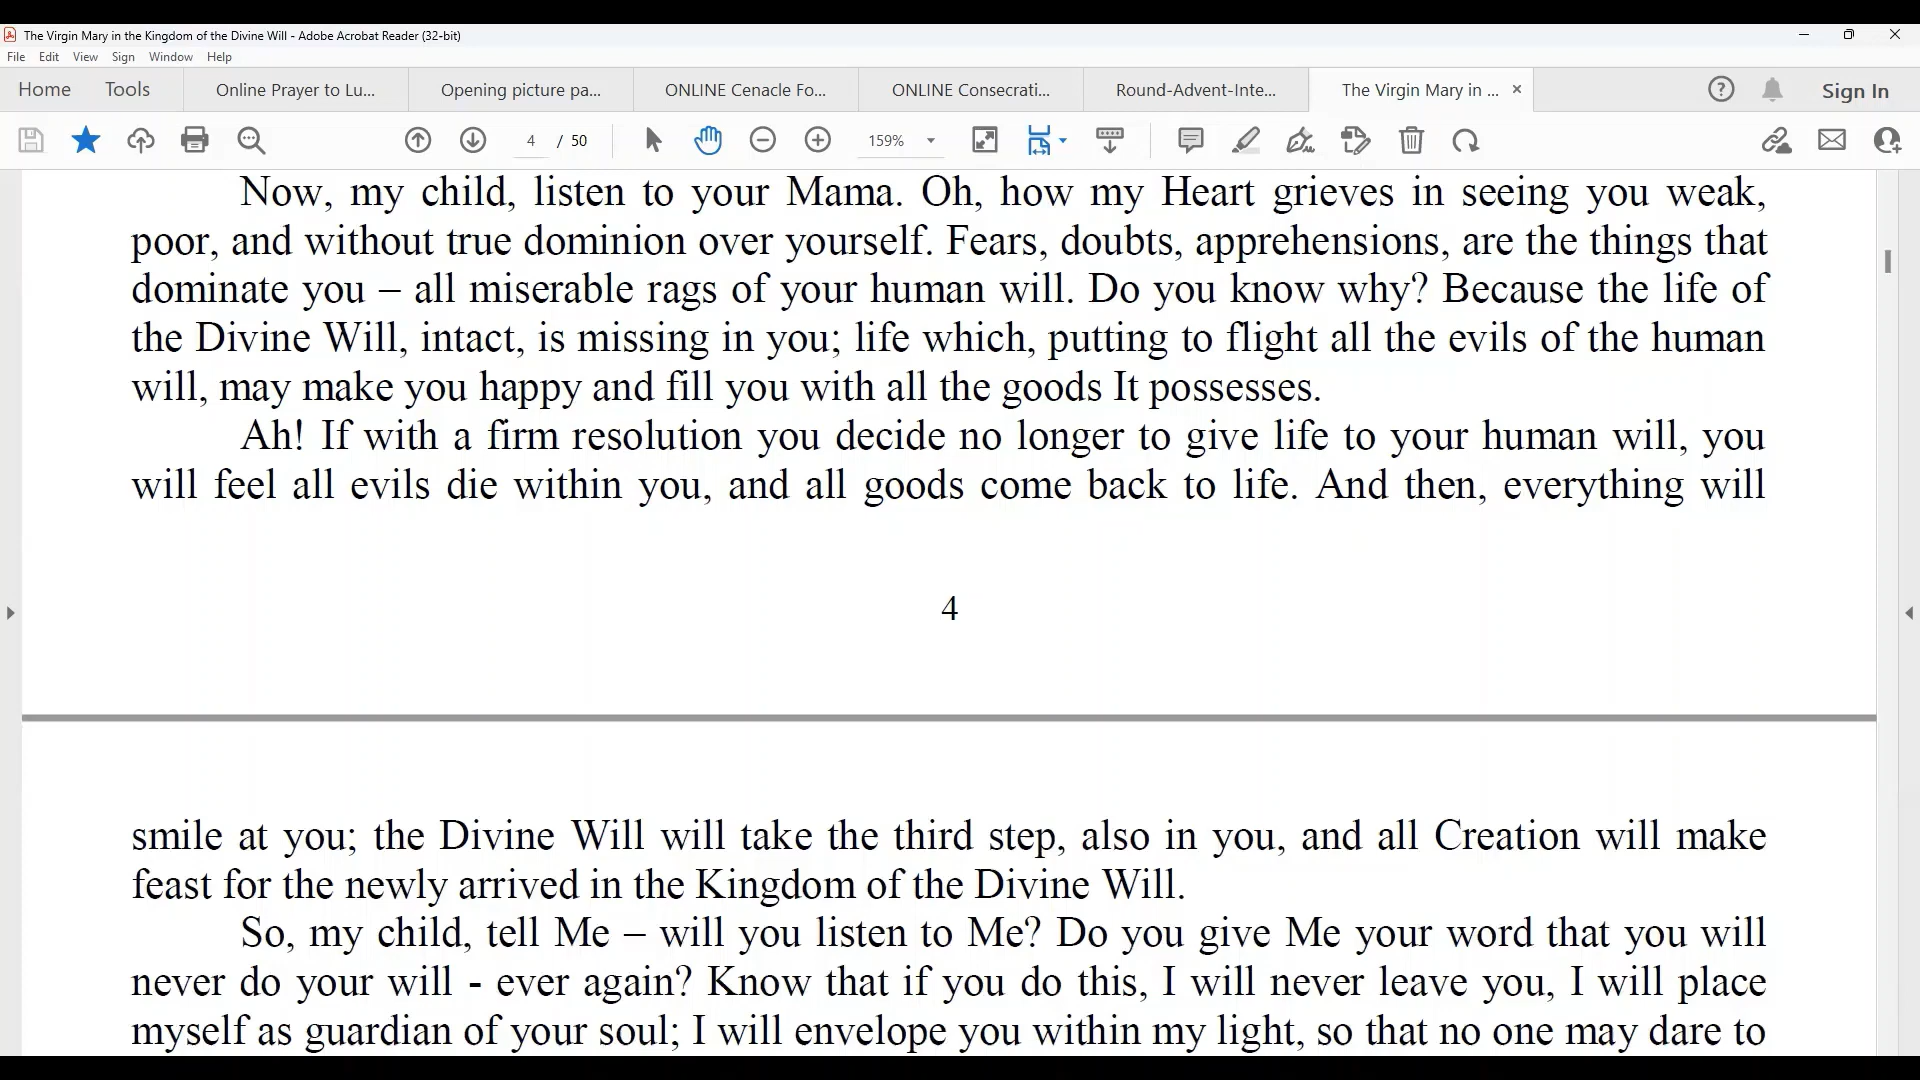 The Virgin Mary in the Kingdom of the Divine Will - Adobe Acrobat Reader (32-bit)
File Edit View Sign Window Help
Home Tools Online Prayer to Lu... Opening picture pa... ONLINE Cenacle Fo... ONLINE Consecrati... Round-Advent-Inte... The Virgin Mary in ... × Sign In
4 / 50 159%
Now, my child, listen to your Mama. Oh, how my Heart grieves in seeing you weak,
poor, and without true dominion over yourself. Fears, doubts, apprehensions, are the things that
dominate you – all miserable rags of your human will. Do you know why? Because the life of
the Divine Will, intact, is missing in you; life which, putting to flight all the evils of the human
will, may make you happy and fill you with all the goods It possesses.
Ah! If with a firm resolution you decide no longer to give life to your human will, you
will feel all evils die within you, and all goods come back to life. And then, everything will
4
smile at you; the Divine Will will take the third step, also in you, and all Creation will make
feast for the newly arrived in the Kingdom of the Divine Will.
So, my child, tell Me – will you listen to Me? Do you give Me your word that you will
never do your will - ever again? Know that if you do this, I will never leave you, I will place
myself as guardian of your soul; I will envelope you within my light, so that no one may dare to